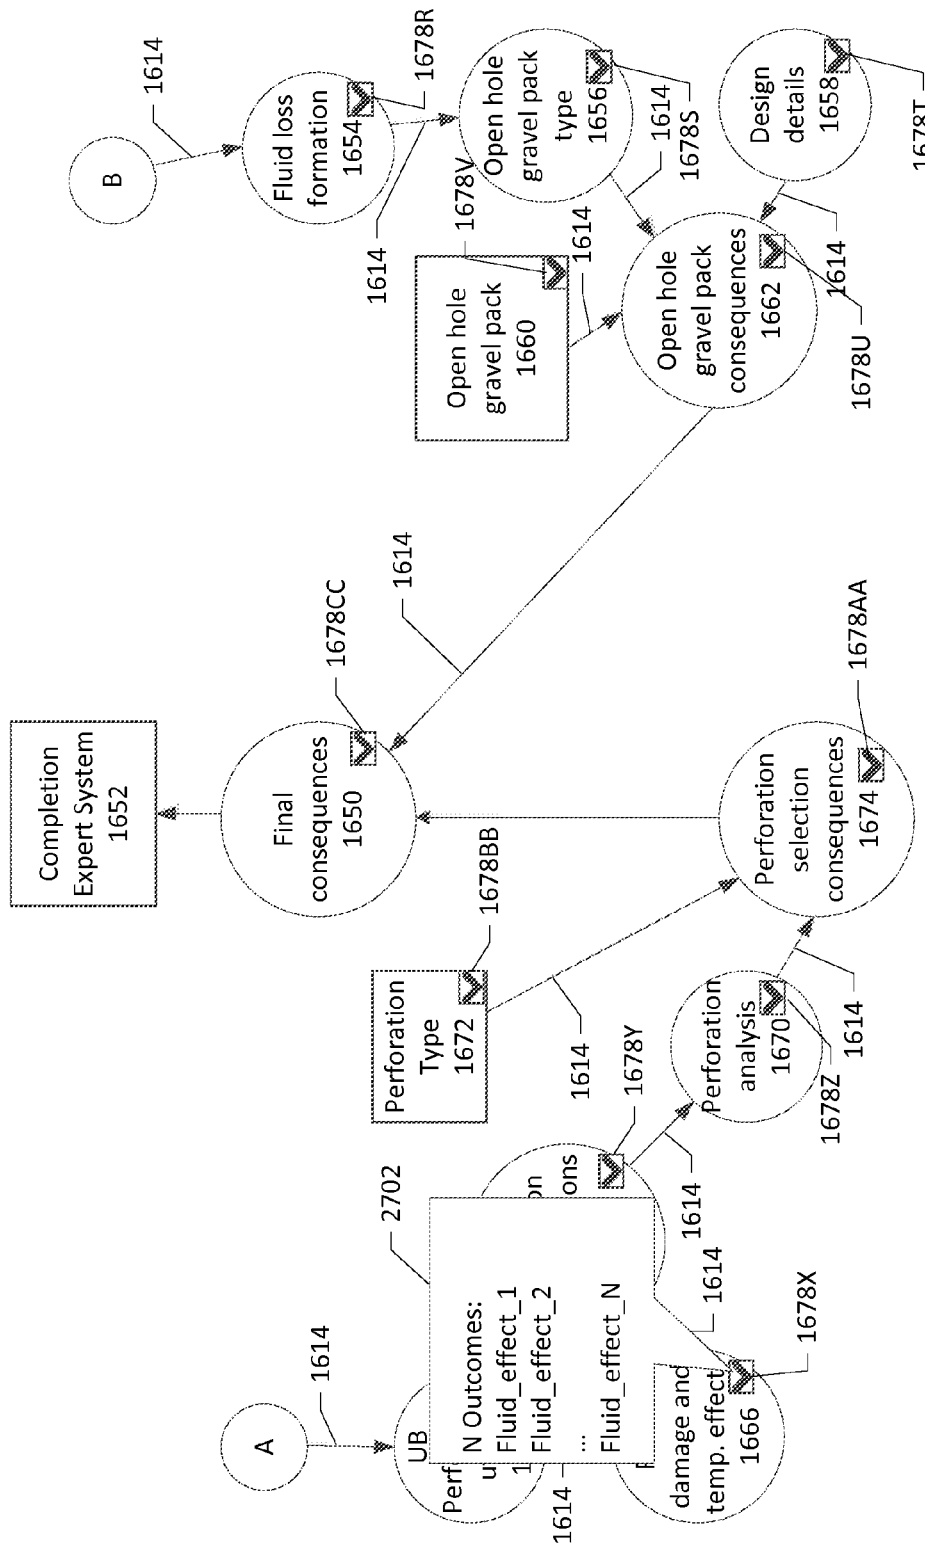 B
1614
Fluid loss
formation
1654
1678R
1614
Open hole
gravel pack
type
1656
1614
1678S
Design
details
1658
1678T
1678V
Open hole
gravel pack
1660
1614
Open hole
gravel pack
consequences
1662
1614
1678U
1614
Completion
Expert System
1652
Final
consequences
1650
1678CC
Perforation
Type
1672
1678BB
1614
Perforation
selection
consequences
1674
1678AA
Perforation
analysis
1670
1678Z
1614
1678Y
1614
on
ons
2702
N Outcomes:
Fluid_effect_1
Fluid_effect_2
...
Fluid_effect_N
A
1614
UB
Perf
u
1
1614
damage and
temp. effect
1666
1614
1678X